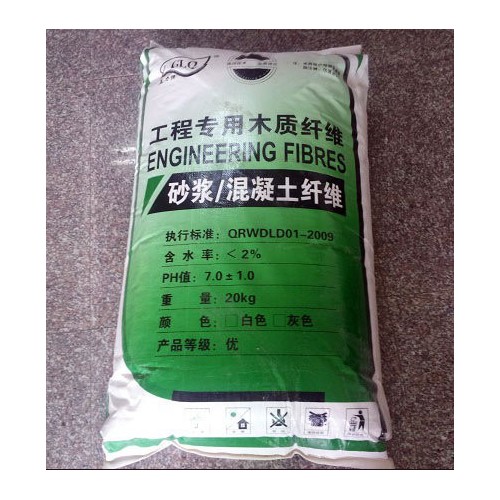 GLQ
®
工程专用木质纤维
ENGINEERING FIBRES
砂浆/混凝土纤维
执行标准：QRWDLD01-2009
含水率：＜2%
PH值：7.0±1.0
重量：20kg
颜色：□白色□灰色
产品等级：优